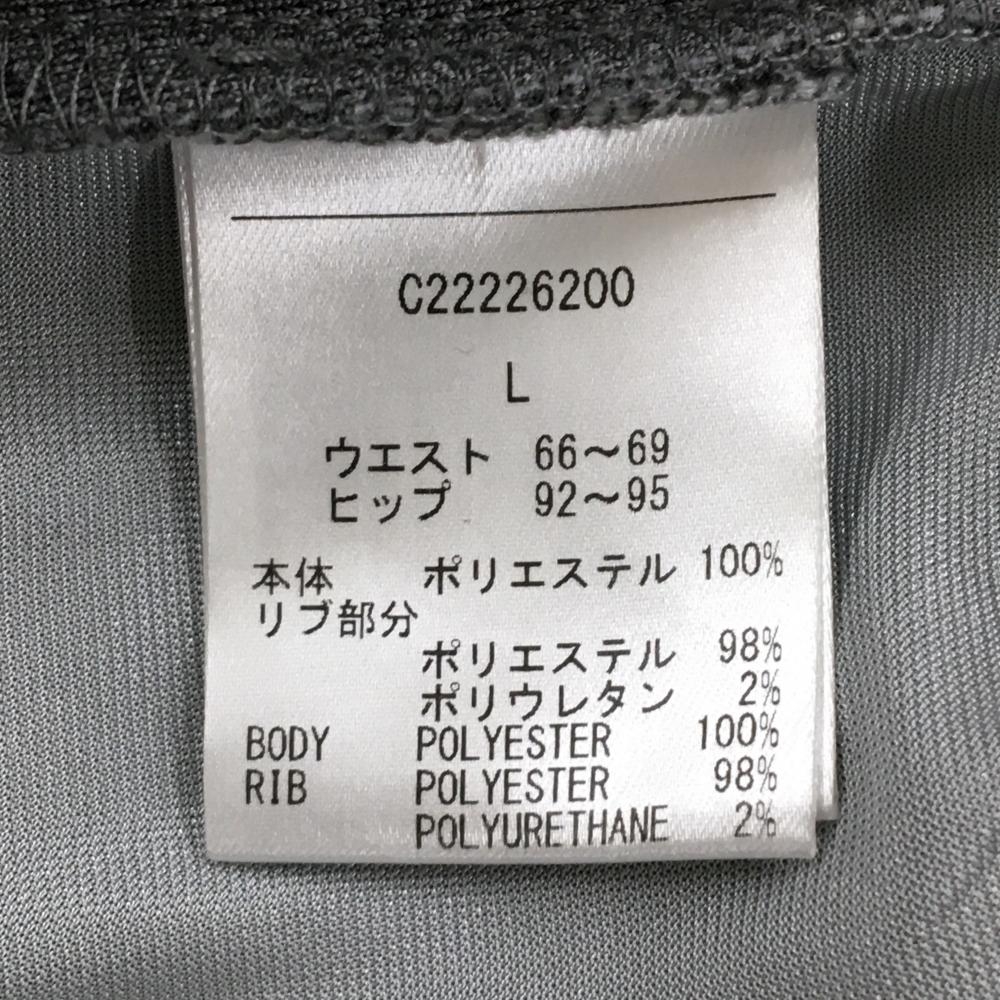 C22226200
L
ウエスト 66～69
ヒップ 92～95
本体 ポリエステル 100%
リブ部分
ポリエステル 98%
ポリウレタン 2%
BODY POLYESTER 100%
RIB POLYESTER 98%
POLYURETHANE 2%